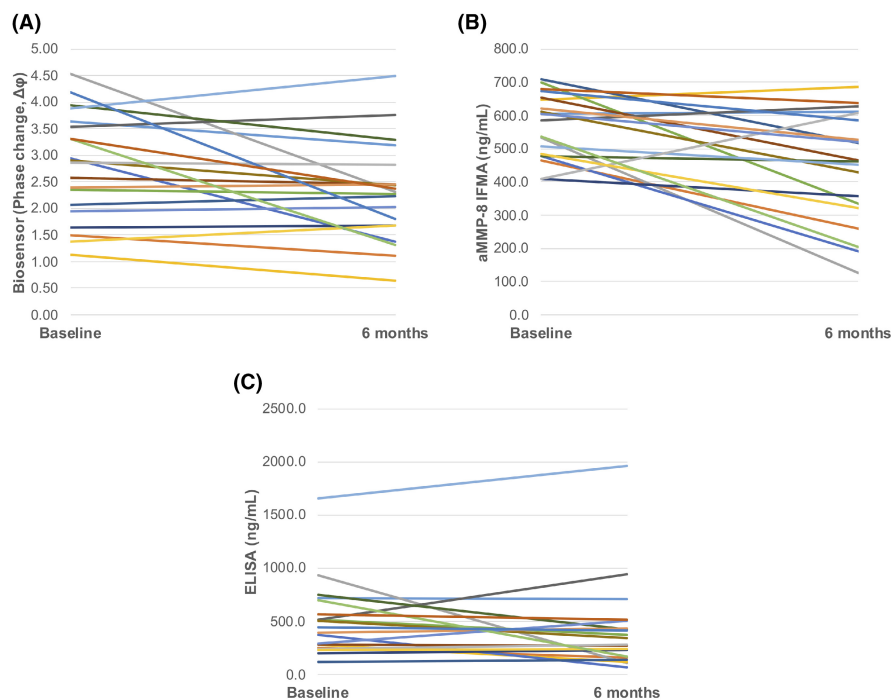 (A)
Biosensor (Phase change, Δφ)
5.00
4.50
4.00
3.50
3.00
2.50
2.00
1.50
1.00
0.50
0.00
Baseline 6 months
(B)
aMMP-8 IFMA (ng/mL)
800.0
700.0
600.0
500.0
400.0
300.0
200.0
100.0
0.0
Baseline 6 months
(C)
ELISA (ng/mL)
2500.0
2000.0
1500.0
1000.0
500.0
0.0
Baseline 6 months